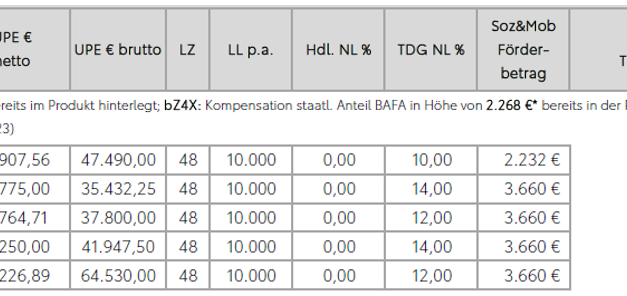 UPE € netto UPE € brutto LZ LL p.a. Hdl. NL % TDG NL % Soz&Mob Förder-betrag
ereits im Produkt hinterlegt; bZ4X: Kompensation staatl. Anteil BAFA in Höhe von 2.268 €* bereits in der
23)
907,56 47.490,00 48 10.000 0,00 10,00 2.232 €
775,00 35.432,25 48 10.000 0,00 14,00 3.660 €
764,71 37.800,00 48 10.000 0,00 12,00 3.660 €
250,00 41.947,50 48 10.000 0,00 14,00 3.660 €
226,89 64.530,00 48 10.000 0,00 12,00 3.660 €